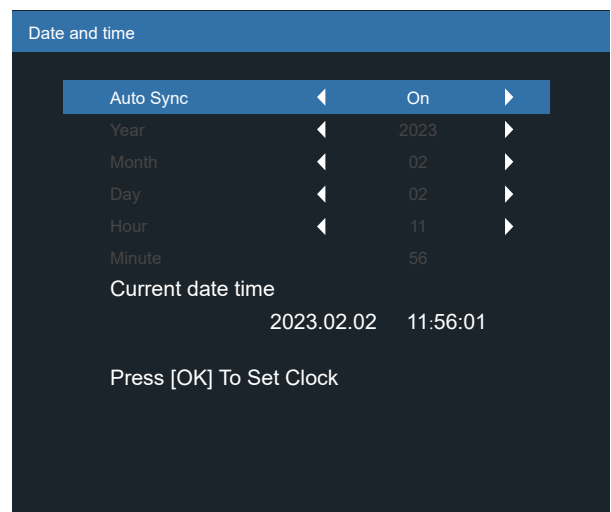 Date and time
Auto Sync On
Year 2023
Month 02
Day 02
Hour 11
Minute 56
Current date time
2023.02.02 11:56:01
Press [OK] To Set Clock